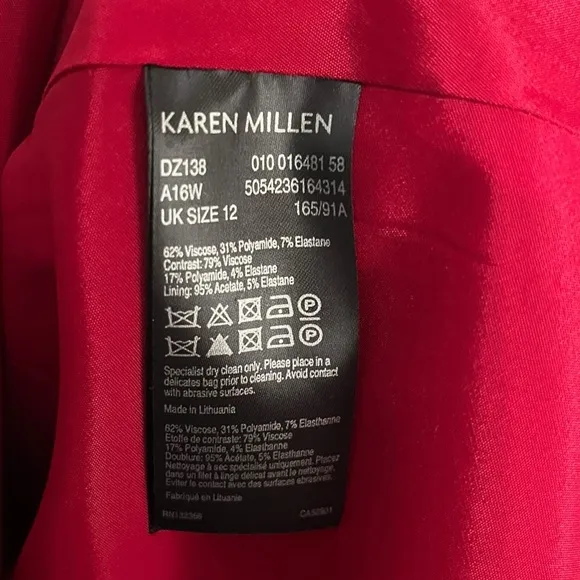 KAREN MILLEN
DZ138 010 016481 58
A16W 5054236164314
UK SIZE 12 165/91A
62% Viscose, 31% Polyamide, 7% Elastane
Contrast: 79% Viscose
17% Polyamide, 4% Elastane
Lining: 95% Acetate, 5% Elastane
P
P
Specialist dry clean only. Please place in a
delicates bag prior to cleaning. Avoid contact
with abrasive surfaces.
Made in Lithuania
62% Viscose, 31% Polyamide, 7% Elasthanne
Etoffe de contraste: 79% Viscose
17% Polyamide, 4% Elasthanne
Doublure: 95% Acétate, 5% Elasthanne
Nettoyage à sec spécialisé uniquement. Placez
dans un filet à linge délicat avant le nettoyage.
Eviter le contact avec des surfaces abrasives.
Fabriqué en Lituanie